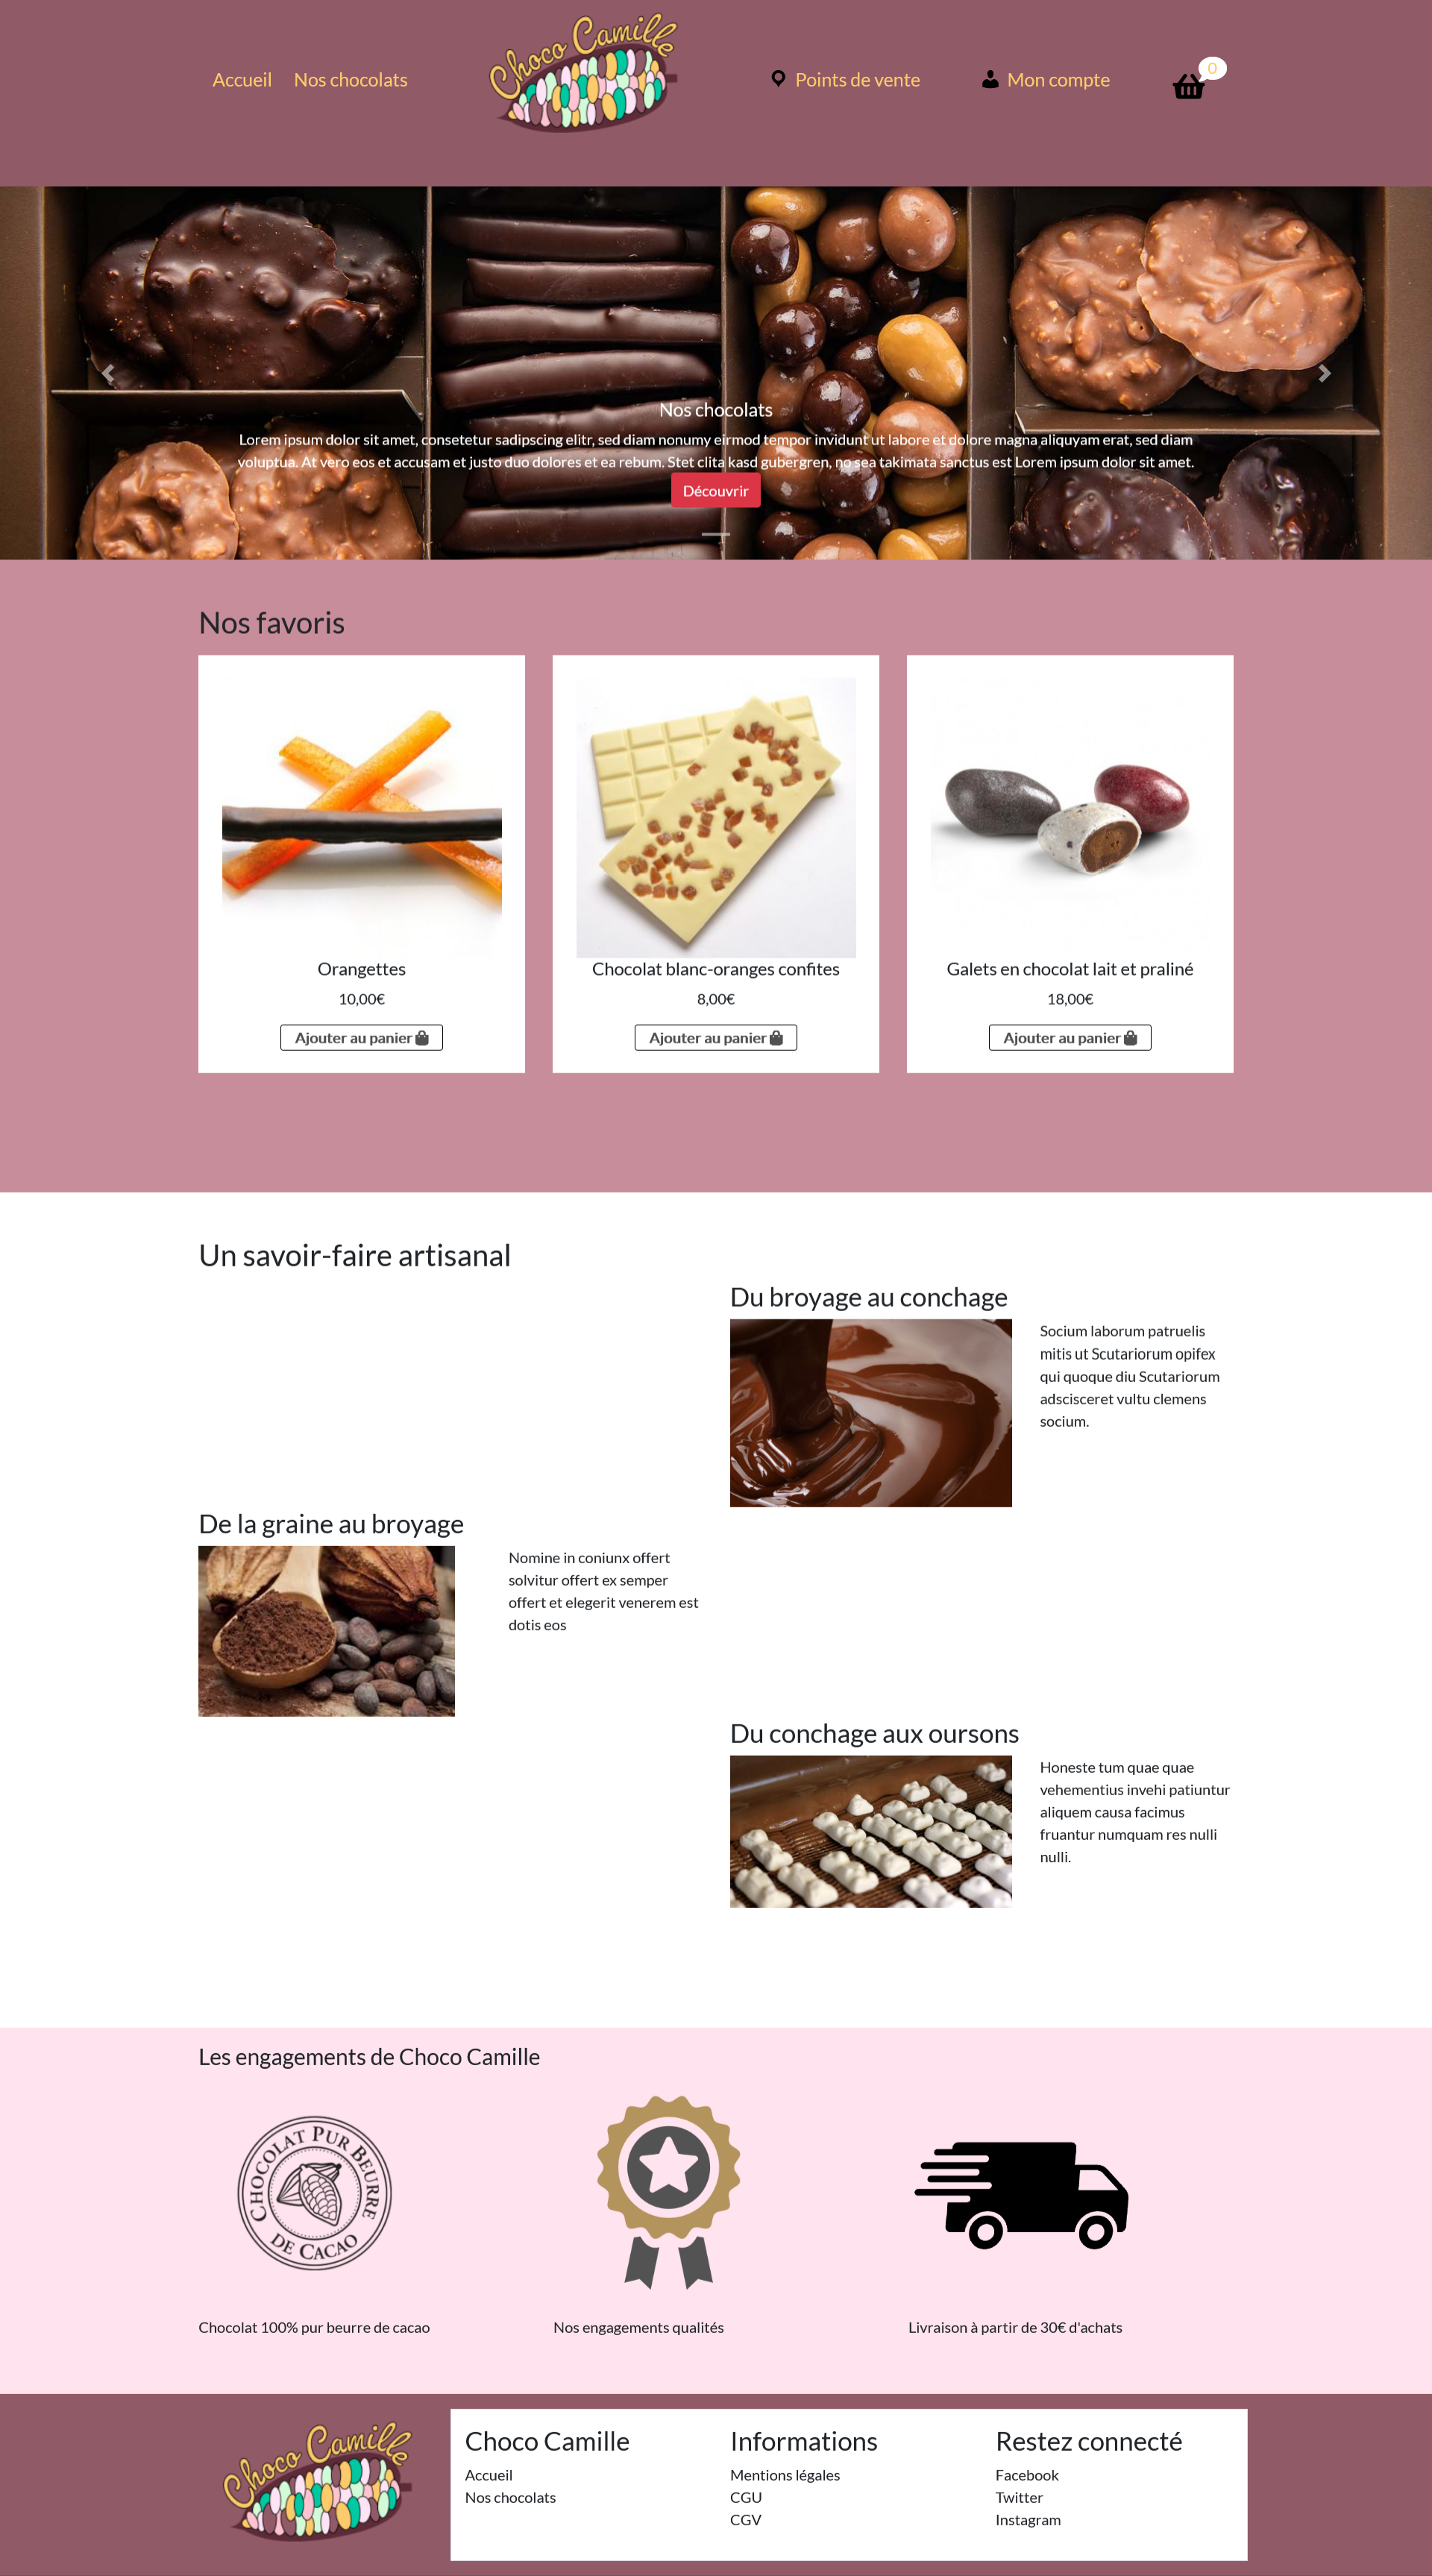 Accueil
Nos chocolats
Choco Camille
Points de vente
Mon compte
0
Nos chocolats
Lorem ipsum dolor sit amet, consetetur sadipscing elitr, sed diam nonumy eirmod tempor invidunt ut labore et dolore magna aliquyam erat, sed diam
voluptua. At vero eos et accusam et justo duo dolores et ea rebum. Stet clita kasd gubergren, no sea takimata sanctus est Lorem ipsum dolor sit amet.
Découvrir
Nos favoris
Orangettes
10,00€
Ajouter au panier
Chocolat blanc-oranges confites
8,00€
Ajouter au panier
Galets en chocolat lait et praliné
18,00€
Ajouter au panier
Un savoir-faire artisanal
Du broyage au conchage
Socium laborum patruelis
mitis ut Scutariorum opifex
qui quoque diu Scutariorum
adscisceret vultu clemens
socium.
De la graine au broyage
Nomine in coniunx offert
solvitur offert ex semper
offert et elegerit venerem est
dotis eos
Du conchage aux oursons
Honeste tum quae quae
vehementius invehi patiuntur
aliquem causa facimus
fruantur numquam res nulli
nulli.
Les engagements de Choco Camille
CHOCOLAT PUR BEURRE
DE CACAO
Chocolat 100% pur beurre de cacao
Nos engagements qualités
Livraison à partir de 30€ d'achats
Choco Camille
Choco Camille
Accueil
Nos chocolats
Informations
Mentions légales
CGU
CGV
Restez connecté
Facebook
Twitter
Instagram